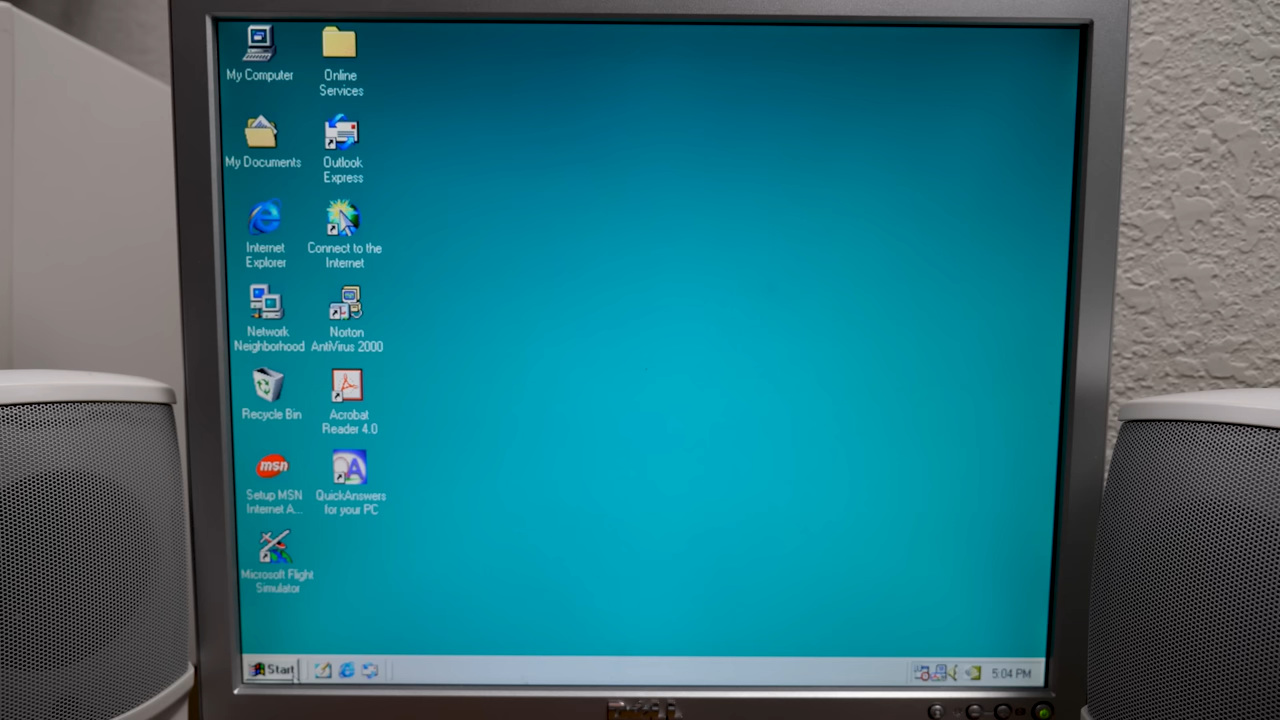 My Computer
Online
Services
My Documents
Outlook
Express
Internet
Explorer
Connect to the
Internet
Network
Neighborhood
Norton
AntiVirus 2000
Recycle Bin
Acrobat
Reader 4.0
msn
Setup MSN
Internet A...
QuickAnswers
for your PC
Microsoft Flight
Simulator
Start
5:04 PM